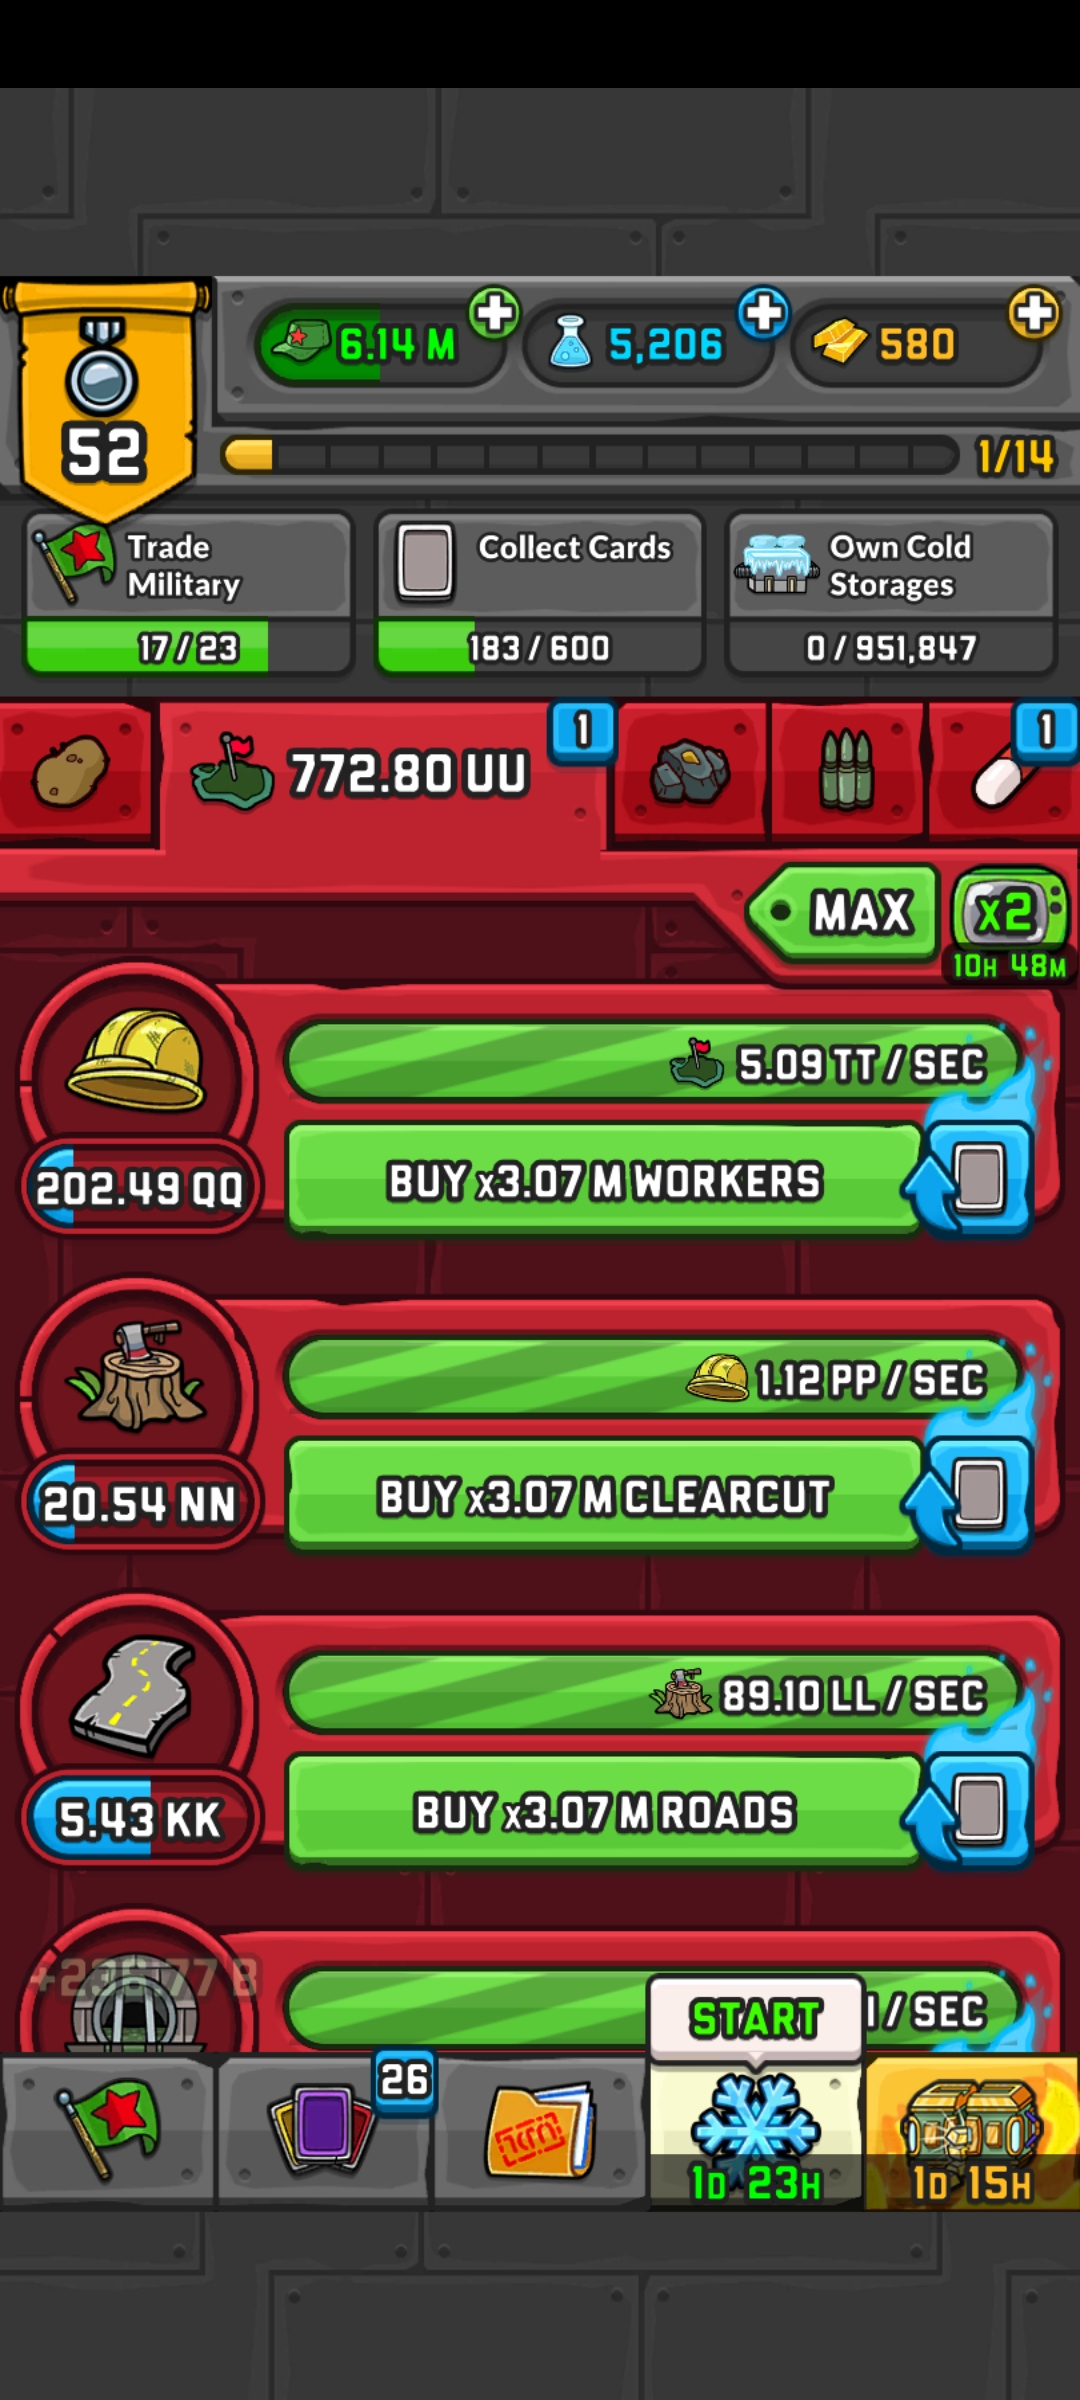 6.14 M
5,206
580
52
1/14
Trade
Military
17/23
Collect Cards
183/600
Own Cold
Storages
0/951,847
772.80 UU
1
1
MAX
x2
10H 48M
5.09 TT/SEC
202.49 QQ
BUY x3.07 M WORKERS
1.12 PP/SEC
20.54 NN
BUY x3.07 M CLEARCUT
89.10 LL/SEC
5.43 KK
BUY x3.07 M ROADS
/SEC
START
26
1D 23H
1D 15H